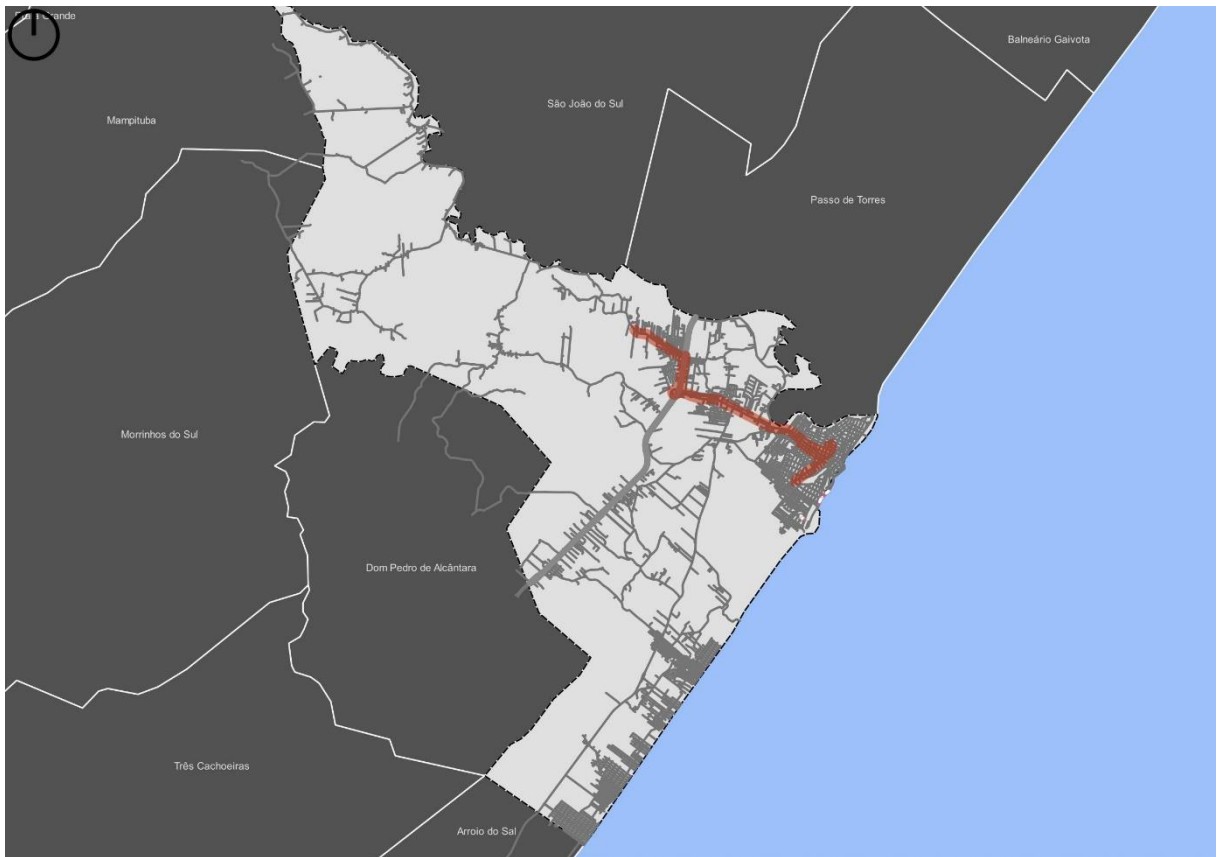 Balneário Gaivota
São João do Sul
Mampituba
Passo de Torres
Morrinhos do Sul
Dom Pedro de Alcântara
Três Cachoeiras
Arroio do Sal